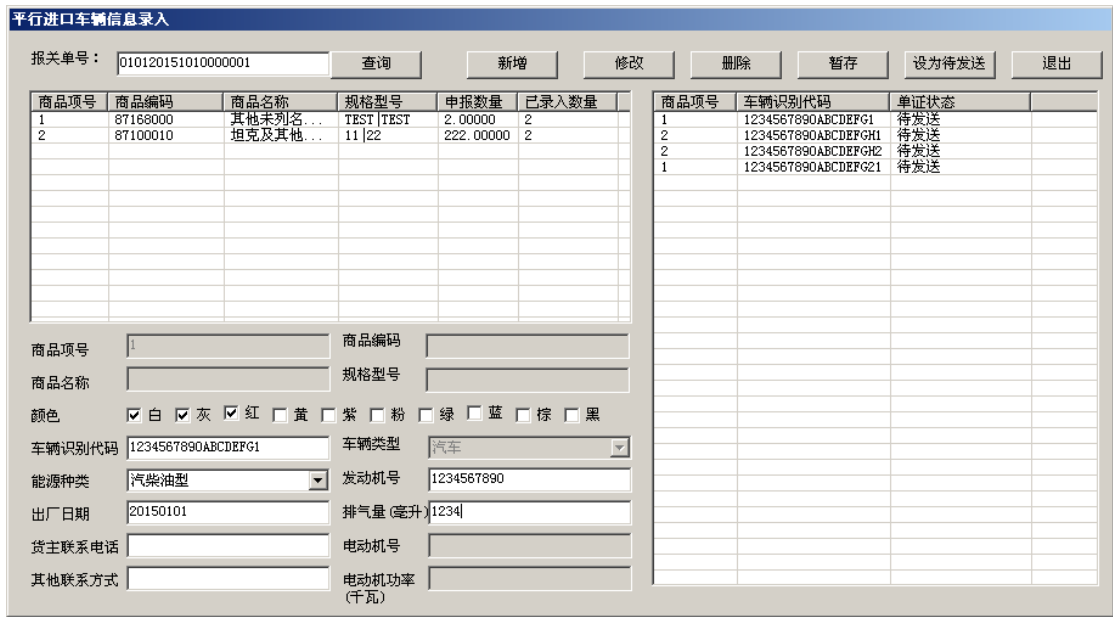 平行进口车辆信息录入
报关单号： 010120151010000001 查询 新增 修改 删除 暂存 设为待发送 退出
商品项号 商品编码 商品名称 规格型号 申报数量 已录入数量
1 87168000 其他未列名... TEST|TEST 2.00000 2
2 87100010 坦克及其他... 11|22 222.00000 2
商品项号 车辆识别代码 单证状态
1 1234567890ABCDEFG1 待发送
2 1234567890ABCDEFGH1 待发送
2 1234567890ABCDEFGH2 待发送
1 1234567890ABCDEFG21 待发送
商品项号 1 商品编码
商品名称 规格型号
颜色 白 灰 红 黄 紫 粉 绿 蓝 棕 黑
车辆识别代码 1234567890ABCDEFG1 车辆类型 汽车
能源种类 汽柴油型 发动机号 1234567890
出厂日期 20150101 排气量(毫升) 1234
货主联系电话 电动机号
其他联系方式 电动机功率
(千瓦)